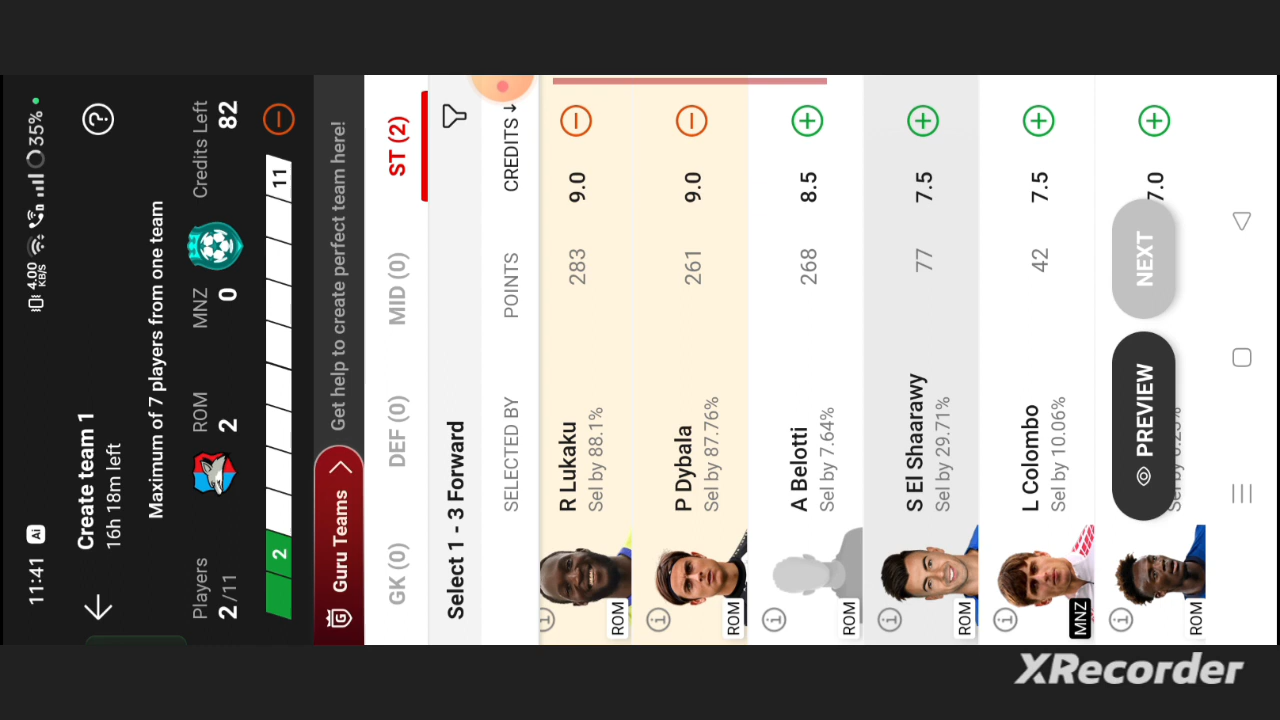 11:41 Ai 4.00 KB/S 35%
Create team 1
16h 18m left
Maximum of 7 players from one team
Players ROM MNZ Credits Left
2 /11 2 0 82
2 11
G Guru Teams Get help to create perfect team here!
GK (0) DEF (0) MID (0) ST (2)
Select 1 - 3 Forward
SELECTED BY POINTS CREDITS
R Lukaku 283 9.0
Sel by 88.1%
ROM
P Dybala 261 9.0
Sel by 87.76%
ROM
A Belotti 268 8.5
Sel by 7.64%
ROM
S El Shaarawy 77 7.5
Sel by 29.71%
ROM
L Colombo 42 7.5
Sel by 10.06%
MNZ
7.0
PREVIEW NEXT
ROM
XRecorder